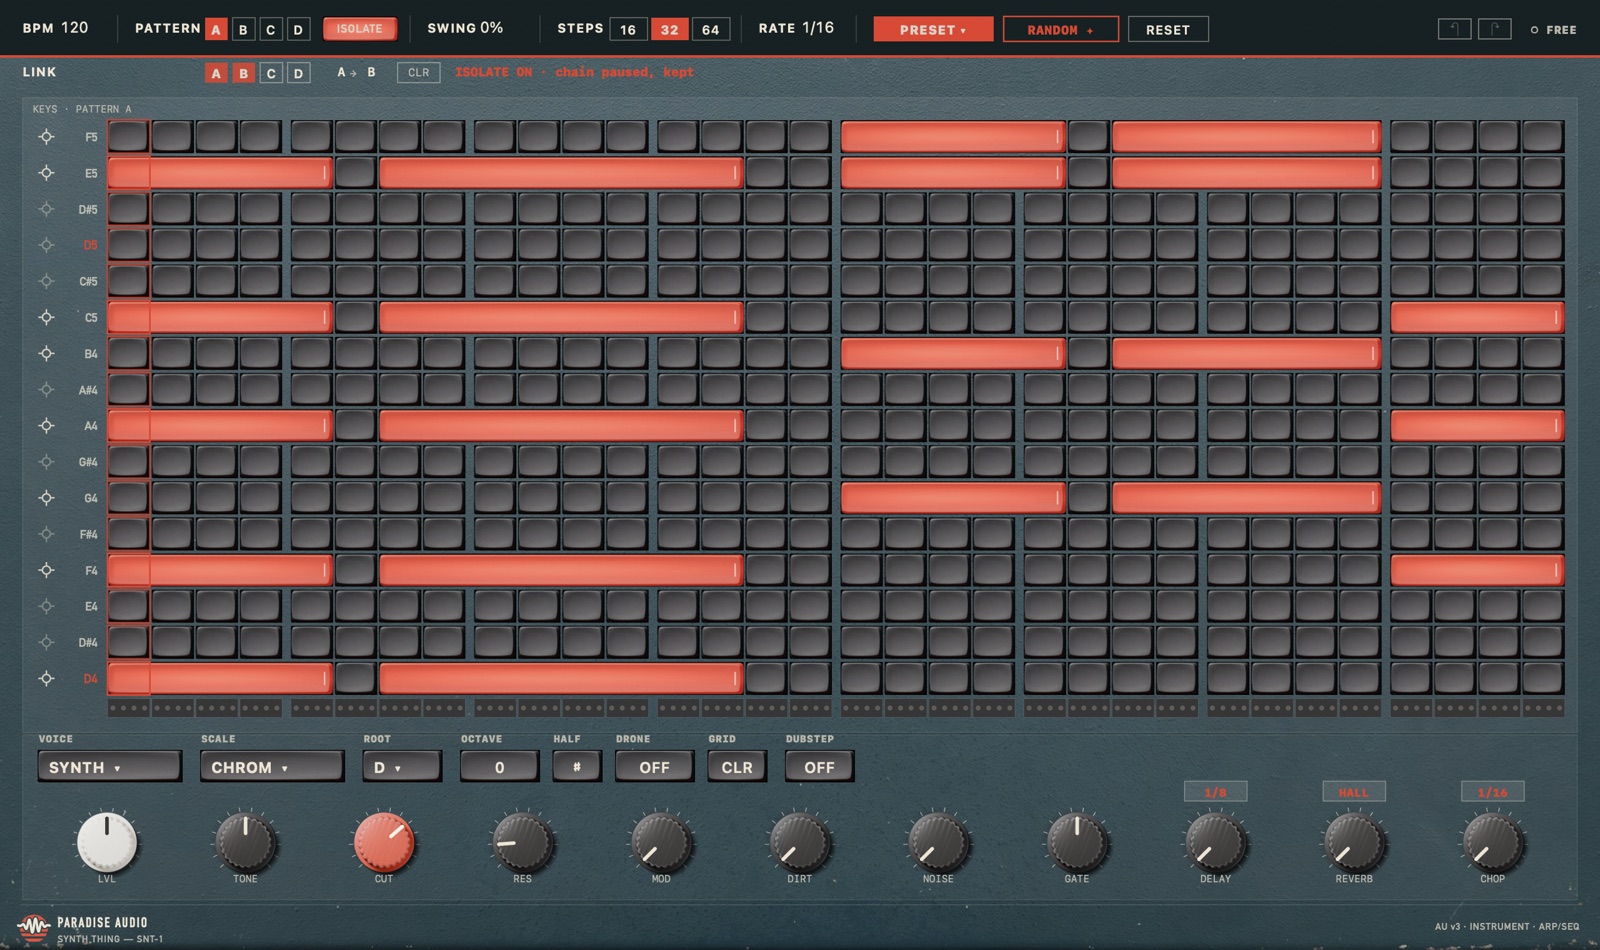 BPM 120 PATTERN A B C D ISOLATE SWING 0% STEPS 16 32 64 RATE 1/16 PRESET ▾ RANDOM + RESET FREE
LINK A B C D A → B CLR ISOLATE ON · chain paused, kept
KEYS · PATTERN A
F5
E5
D#5
D5
C#5
C5
B4
A#4
A4
G#4
G4
F#4
F4
E4
D#4
D4
VOICE SCALE ROOT OCTAVE HALF DRONE GRID DUBSTEP
SYNTH ▾ CHROM ▾ D ▾ 0 # OFF CLR OFF
1/8 HALL 1/16
LVL TONE CUT RES MOD DIRT NOISE GATE DELAY REVERB CHOP
PARADISE AUDIO
SYNTH THING — SNT-1
AU v3 · INSTRUMENT · ARP/SEQ